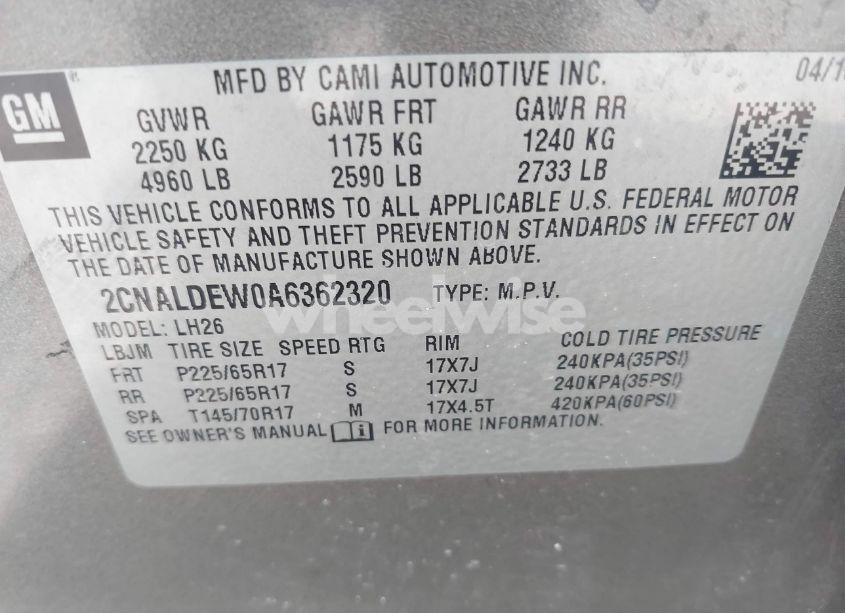 GM
MFD BY CAMI AUTOMOTIVE INC.
04/1
GVWR GAWR FRT GAWR RR
2250 KG 1175 KG 1240 KG
4960 LB 2590 LB 2733 LB
THIS VEHICLE CONFORMS TO ALL APPLICABLE U.S. FEDERAL MOTOR
VEHICLE SAFETY AND THEFT PREVENTION STANDARDS IN EFFECT ON
THE DATE OF MANUFACTURE SHOWN ABOVE.
2CNALDEW0A6362320 TYPE: M.P.V.
wheelwise
MODEL: LH26
LBJM TIRE SIZE SPEED RTG RIM COLD TIRE PRESSURE
FRT P225/65R17 S 17X7J 240KPA(35PSI)
RR P225/65R17 S 17X7J 240KPA(35PSI)
SPA T145/70R17 M 17X4.5T 420KPA(60PSI)
SEE OWNER'S MANUAL i FOR MORE INFORMATION.